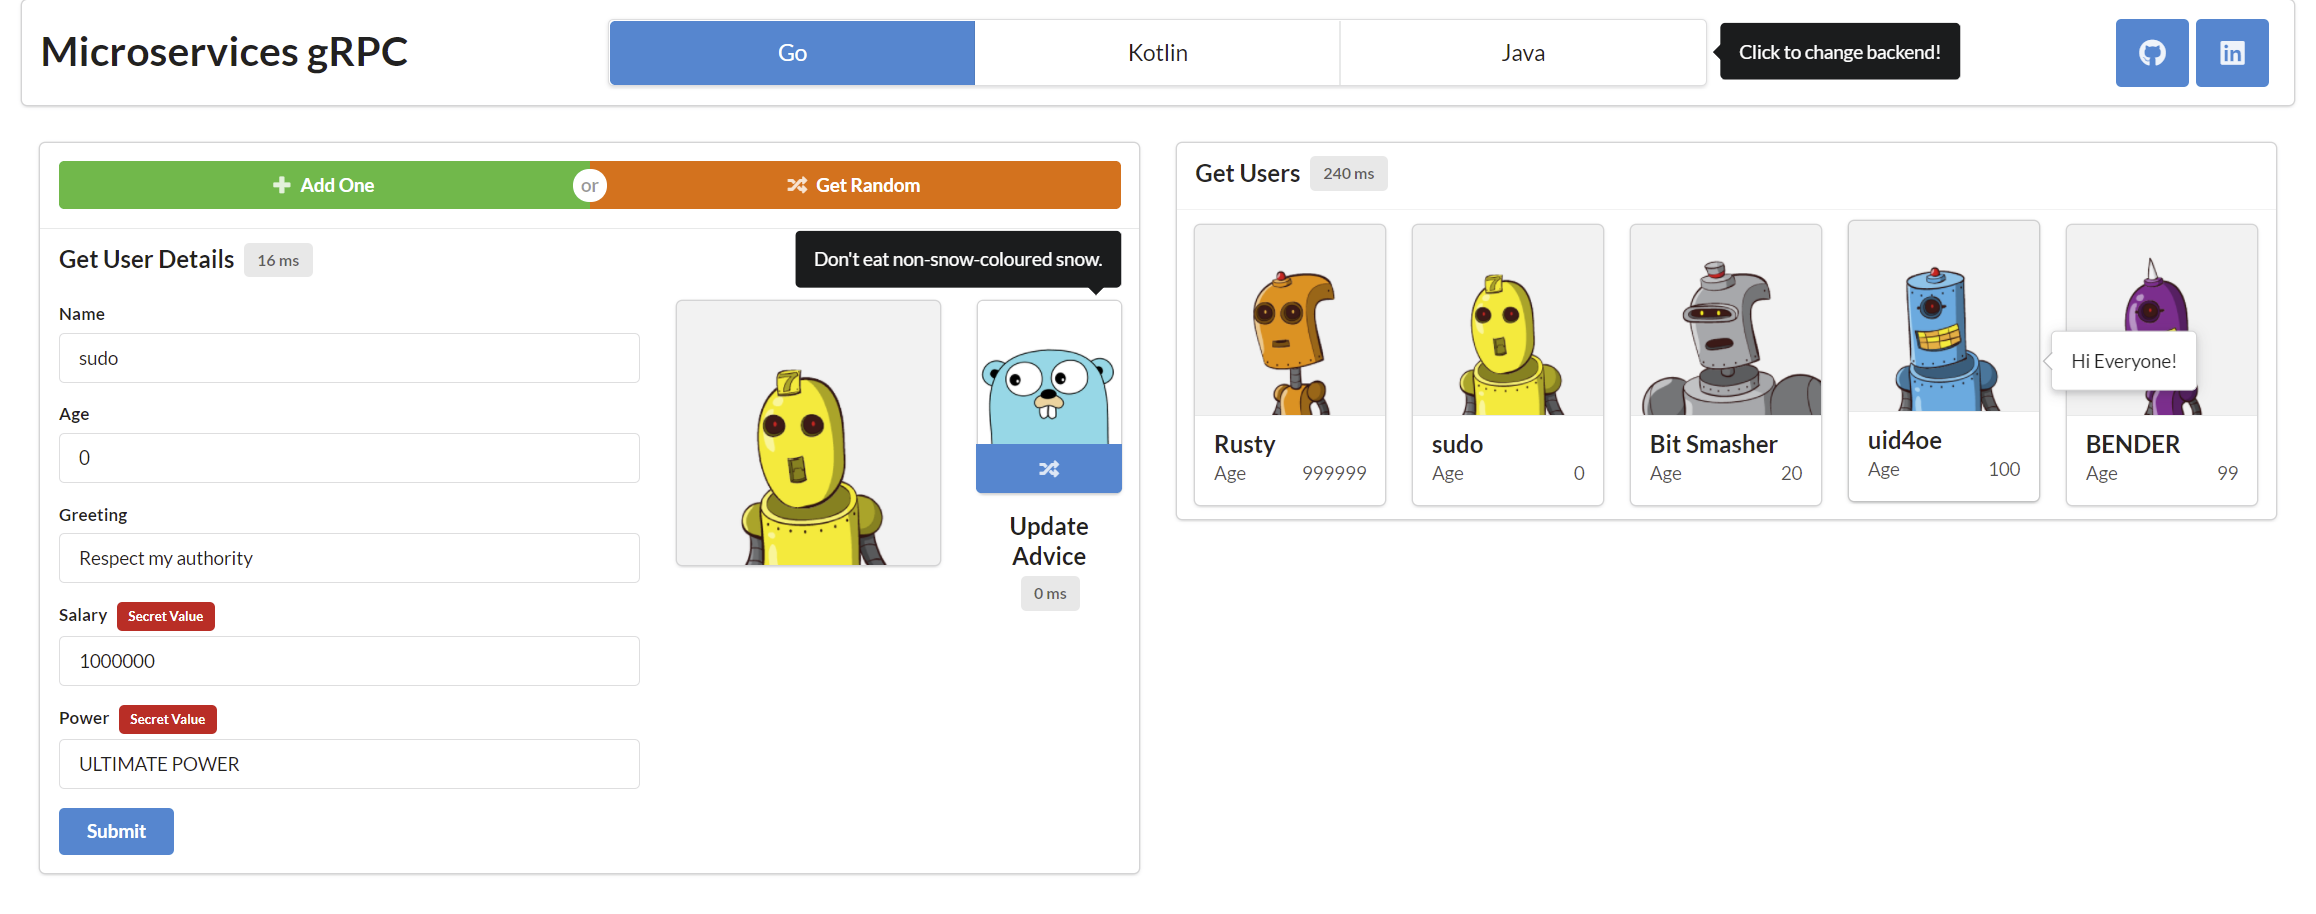 Microservices gRPC
Go
Kotlin
Java
Click to change backend!
in
Add One
or
Get Random
Get User Details
16 ms
Don't eat non-snow-coloured snow.
Name
sudo
Age
0
Greeting
Respect my authority
Salary
Secret Value
1000000
Power
Secret Value
ULTIMATE POWER
Submit
7
Update
Advice
0 ms
Get Users
240 ms
Rusty
Age 999999
7
sudo
Age 0
Bit Smasher
Age 20
uid4oe
Age 100
Hi Everyone!
BENDER
Age 99